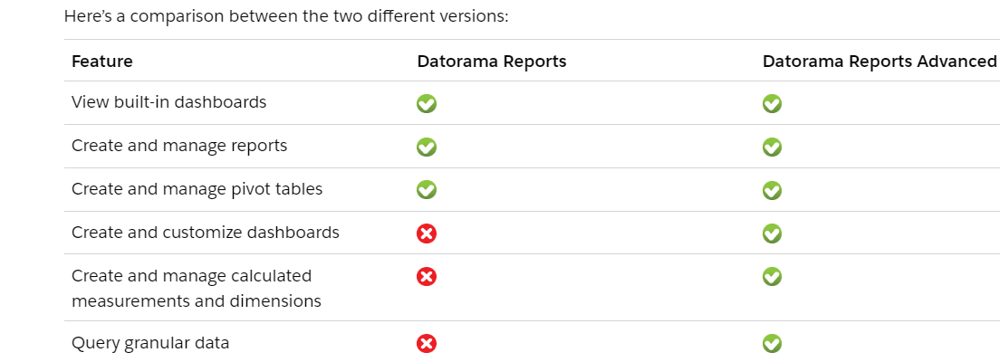 Here’s a comparison between the two different versions:
Feature Datorama Reports Datorama Reports Advanced
View built-in dashboards
Create and manage reports
Create and manage pivot tables
Create and customize dashboards
Create and manage calculated
measurements and dimensions
Query granular data